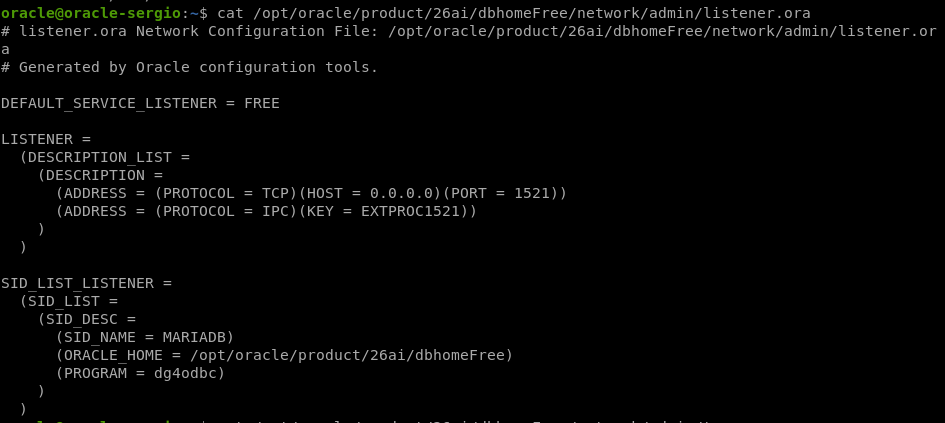 oracle@oracle-sergio:~$ cat /opt/oracle/product/26ai/dbhomeFree/network/admin/listener.ora
# listener.ora Network Configuration File: /opt/oracle/product/26ai/dbhomeFree/network/admin/listener.or
a
# Generated by Oracle configuration tools.

DEFAULT_SERVICE_LISTENER = FREE

LISTENER =
  (DESCRIPTION_LIST =
    (DESCRIPTION =
      (ADDRESS = (PROTOCOL = TCP)(HOST = 0.0.0.0)(PORT = 1521))
      (ADDRESS = (PROTOCOL = IPC)(KEY = EXTPROC1521))
    )
  )

SID_LIST_LISTENER =
  (SID_LIST =
    (SID_DESC =
      (SID_NAME = MARIADB)
      (ORACLE_HOME = /opt/oracle/product/26ai/dbhomeFree)
      (PROGRAM = dg4odbc)
    )
  )